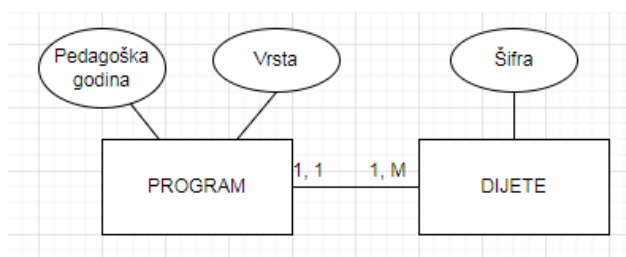 Pedagoška
godina
Vrsta
Šifra
PROGRAM
1, 1
1, M
DIJETE